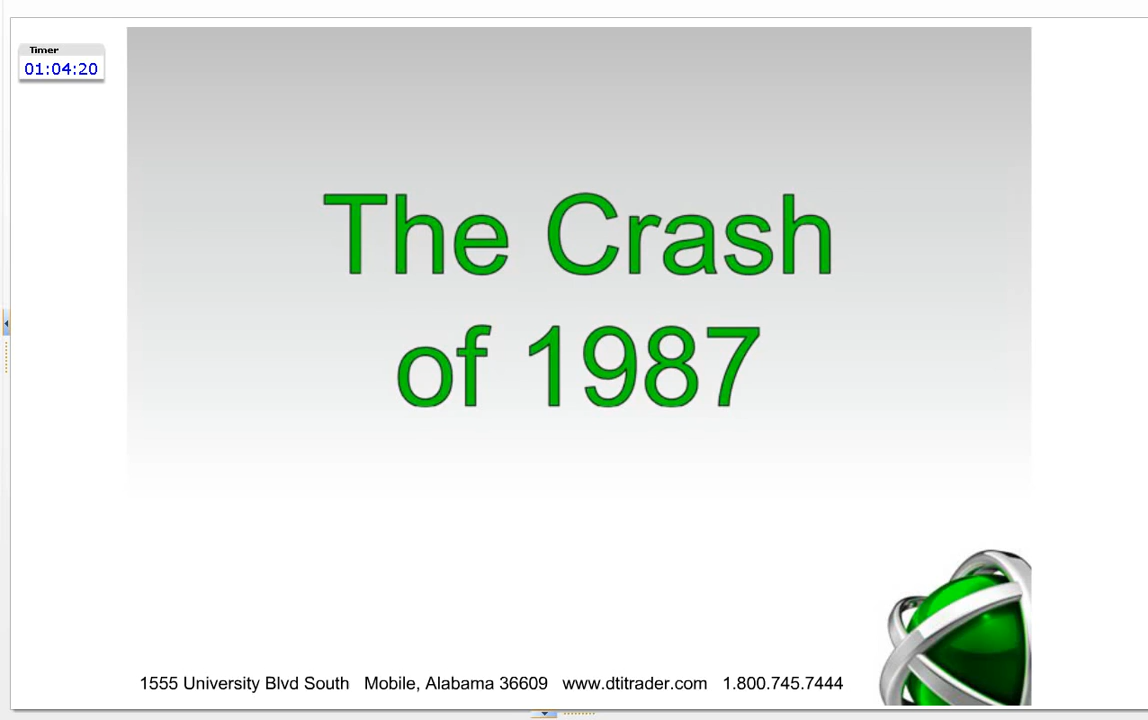 Timer
01:04:20
The Crash
of 1987
1555 University Blvd South Mobile, Alabama 36609 www.dtitrader.com 1.800.745.7444